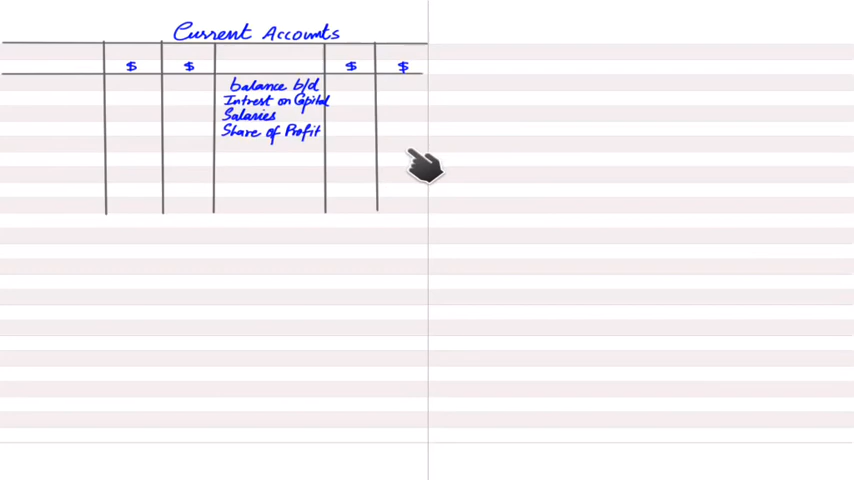 Current Accounts
$ $ $ $
balance b/d
Intrest on Capital
Salaries
Share of Profit